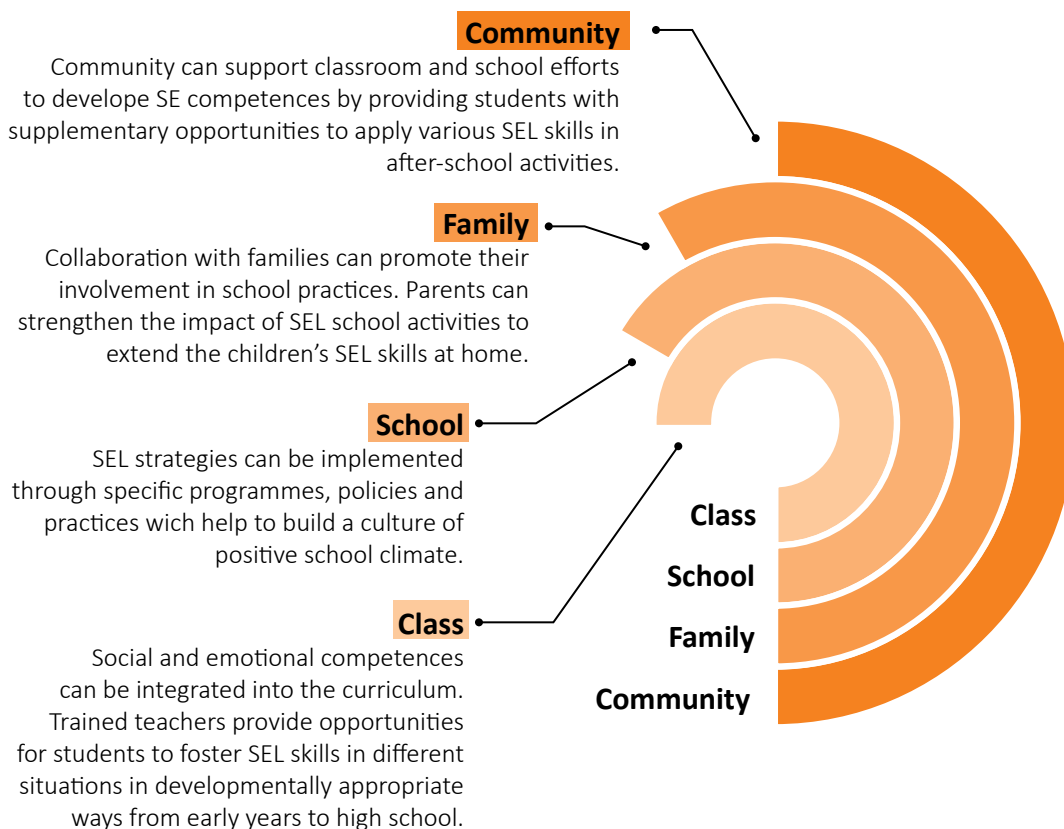 Community
Community can support classroom and school efforts
to develope SE competences by providing students with
supplementary opportunities to apply various SEL skills in
after-school activities.
Family
Collaboration with families can promote their
involvement in school practices. Parents can
strengthen the impact of SEL school activities to
extend the children’s SEL skills at home.
School
SEL strategies can be implemented
through specific programmes, policies and
practices wich help to build a culture of
positive school climate.
Class
Social and emotional competences
can be integrated into the curriculum.
Trained teachers provide opportunities
for students to foster SEL skills in different
situations in developmentally appropriate
ways from early years to high school.
Class
School
Family
Community